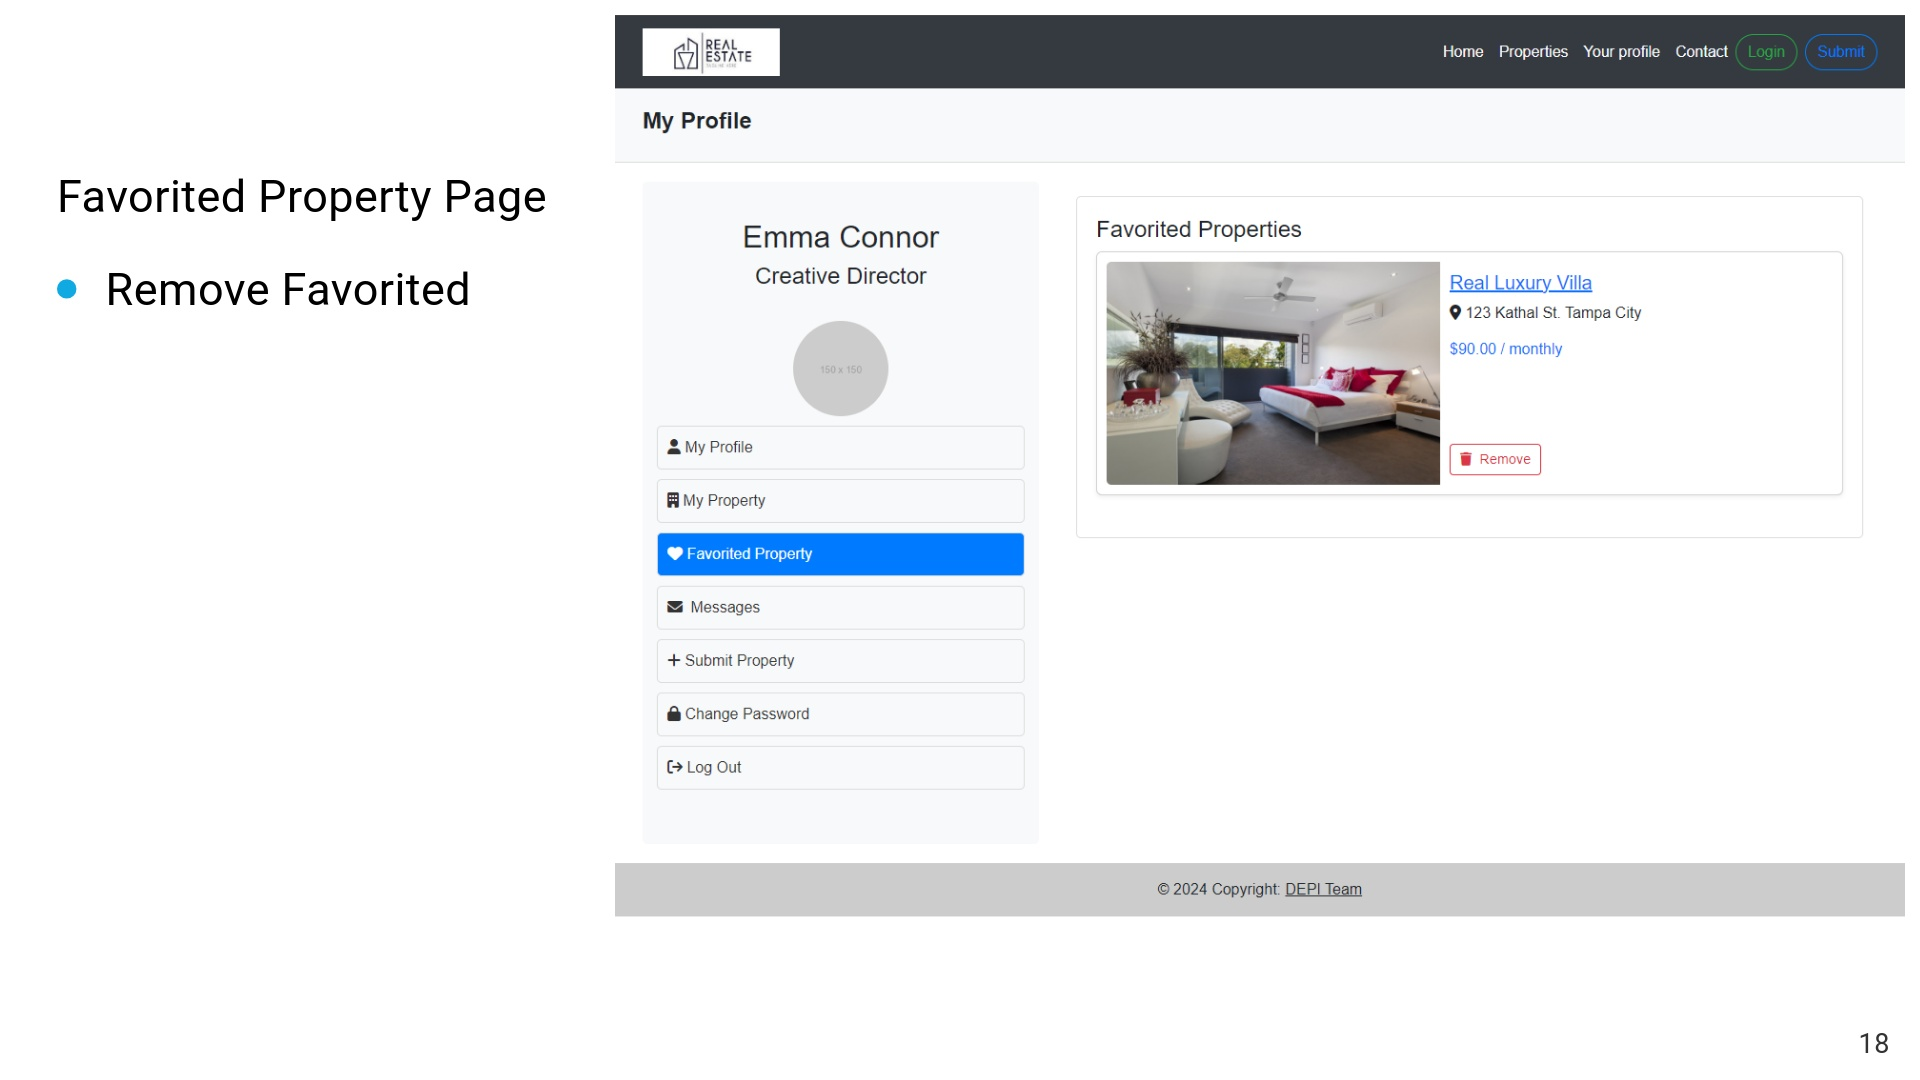 Favorited Property Page
Remove Favorited
REAL
ESTATE
Home Properties Your profile Contact Login Submit
My Profile
Emma Connor
Creative Director
150 x 150
My Profile
My Property
Favorited Property
Messages
Submit Property
Change Password
Log Out
Favorited Properties
Real Luxury Villa
123 Kathal St. Tampa City
$90.00 / monthly
Remove
© 2024 Copyright: DEPI Team
18